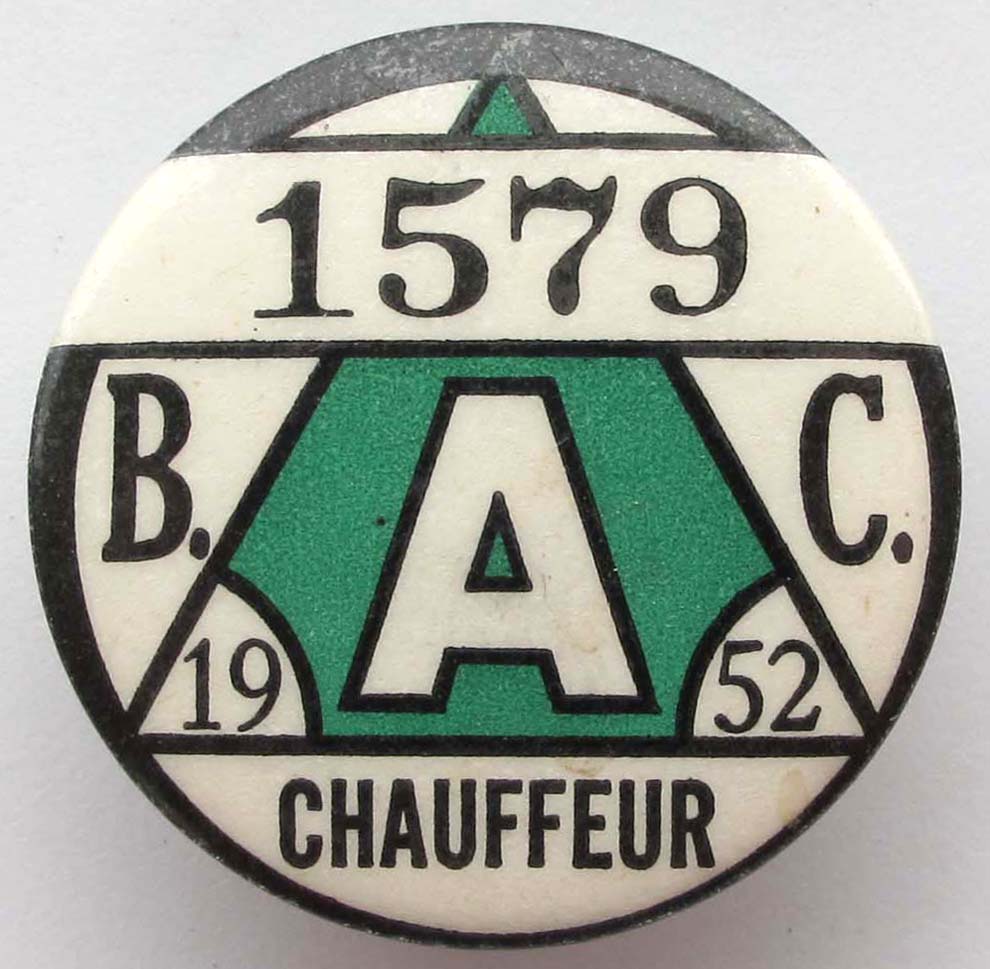 1579
B. A C.
19 52
CHAUFFEUR